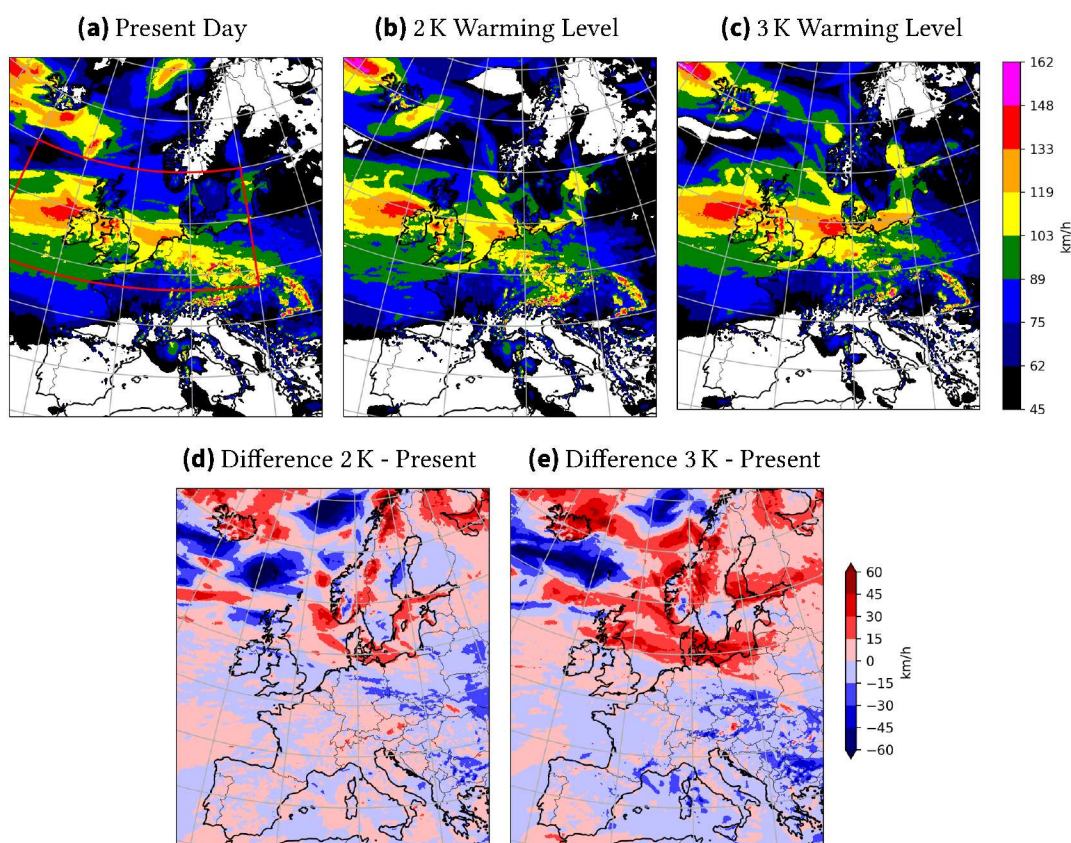 (a) Present Day
(b) 2 K Warming Level
(c) 3 K Warming Level
162
148
133
119
103
89
75
62
45
km/h
(d) Difference 2 K - Present
(e) Difference 3 K - Present
60
45
30
15
0
−15
−30
−45
−60
km/h